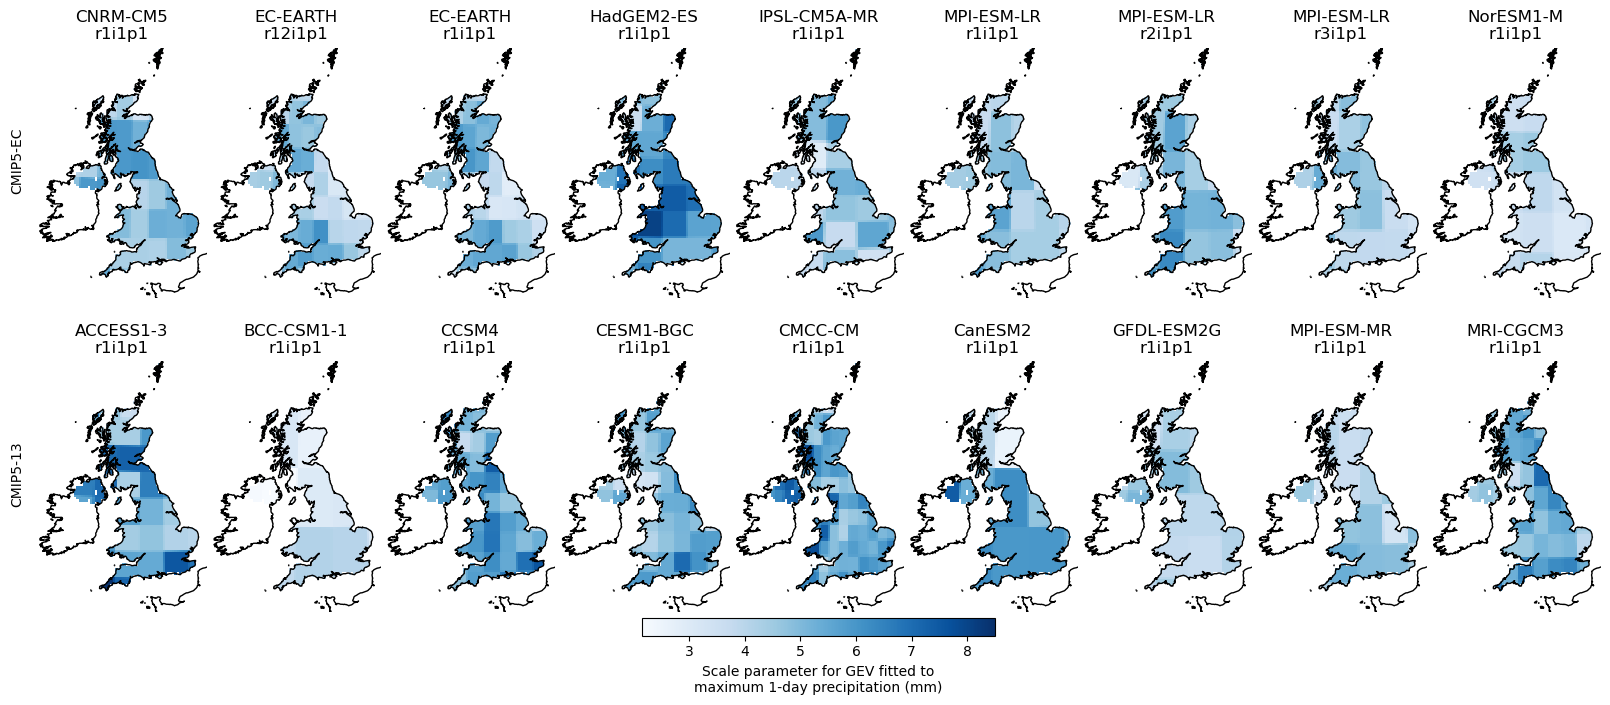 CNRM-CM5
r1i1p1
EC-EARTH
r12i1p1
EC-EARTH
r1i1p1
HadGEM2-ES
r1i1p1
IPSL-CM5A-MR
r1i1p1
MPI-ESM-LR
r1i1p1
MPI-ESM-LR
r2i1p1
MPI-ESM-LR
r3i1p1
NorESM1-M
r1i1p1
CMIP5-EC
ACCESS1-3
r1i1p1
BCC-CSM1-1
r1i1p1
CCSM4
r1i1p1
CESM1-BGC
r1i1p1
CMCC-CM
r1i1p1
CanESM2
r1i1p1
GFDL-ESM2G
r1i1p1
MPI-ESM-MR
r1i1p1
MRI-CGCM3
r1i1p1
CMIP5-13
3 4 5 6 7 8
Scale parameter for GEV fitted to
maximum 1-day precipitation (mm)